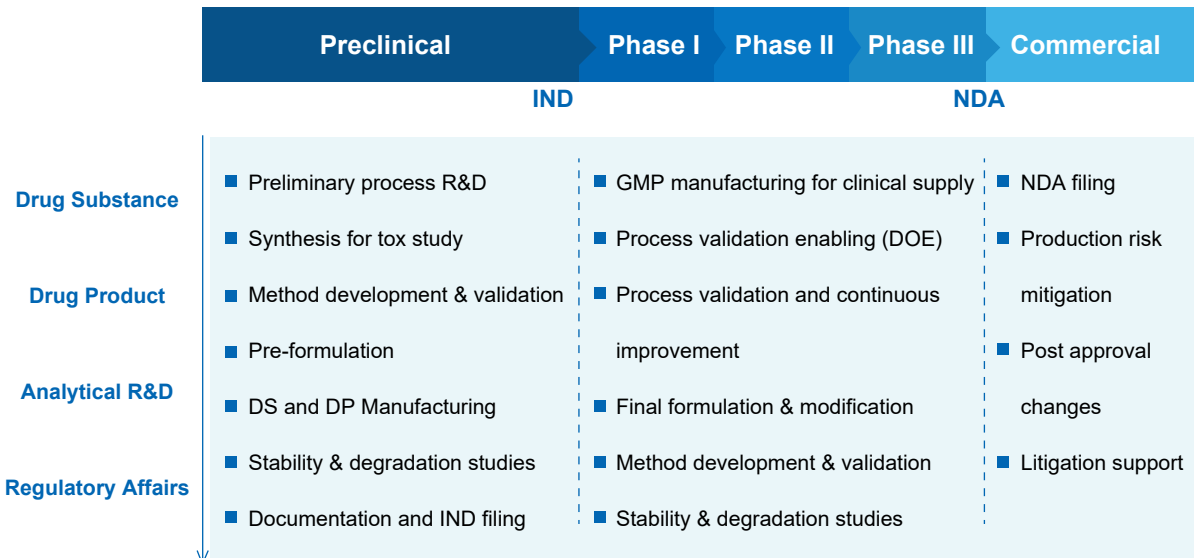 Preclinical
Phase I
Phase II
Phase III
Commercial
IND
NDA
Drug Substance
Drug Product
Analytical R&D
Regulatory Affairs
Preliminary process R&D
Synthesis for tox study
Method development & validation
Pre-formulation
DS and DP Manufacturing
Stability & degradation studies
Documentation and IND filing
GMP manufacturing for clinical supply
Process validation enabling (DOE)
Process validation and continuous
improvement
Final formulation & modification
Method development & validation
Stability & degradation studies
NDA filing
Production risk
mitigation
Post approval
changes
Litigation support